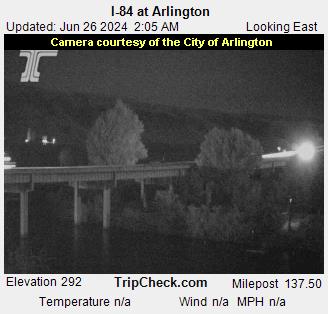 I-84 at Arlington
Updated: Jun 26 2024 2:05 AM Looking East
Camera courtesy of the City of Arlington
Elevation 292 TripCheck.com Milepost 137.50
Temperature n/a Wind n/a MPH n/a